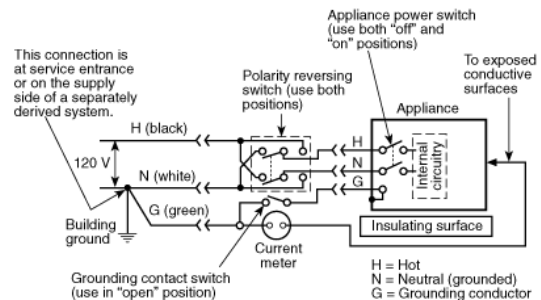 Appliance power switch
(use both "off" and
"on" positions)
This connection is
at service entrance
or on the supply
side of a separately
derived system.
To exposed
conductive
surfaces
Polarity reversing
switch (use both
positions)
Appliance
H (black)
H
120 V
N
Internal
circuitry
N (white)
G
G (green)
Building
ground
Insulating surface
Current
meter
Grounding contact switch
(use in "open" position)
H = Hot
N = Neutral (grounded)
G = Grounding conductor